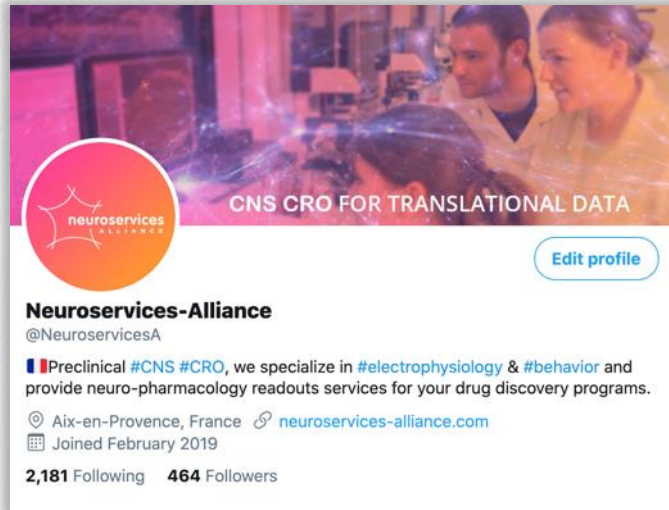 neuroservices
ALLIANCE
CNS CRO FOR TRANSLATIONAL DATA
Edit profile
Neuroservices-Alliance
@NeuroservicesA
🇫🇷Preclinical #CNS #CRO, we specialize in #electrophysiology & #behavior and
provide neuro-pharmacology readouts services for your drug discovery programs.
Aix-en-Provence, France neuroservices-alliance.com
Joined February 2019
2,181 Following 464 Followers